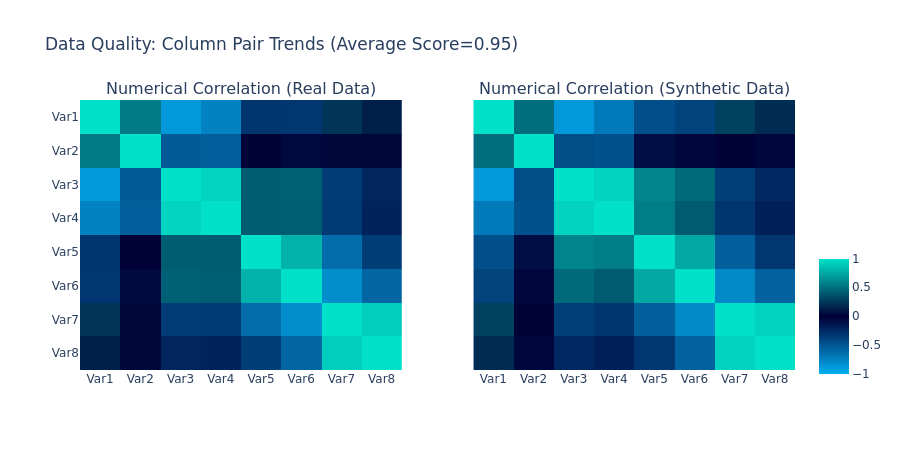 Data Quality: Column Pair Trends (Average Score=0.95)
Numerical Correlation (Real Data)
Numerical Correlation (Synthetic Data)
Var1
Var2
Var3
Var4
Var5
Var6
Var7
Var8
Var1 Var2 Var3 Var4 Var5 Var6 Var7 Var8
Var1 Var2 Var3 Var4 Var5 Var6 Var7 Var8
1
0.5
0
−0.5
−1